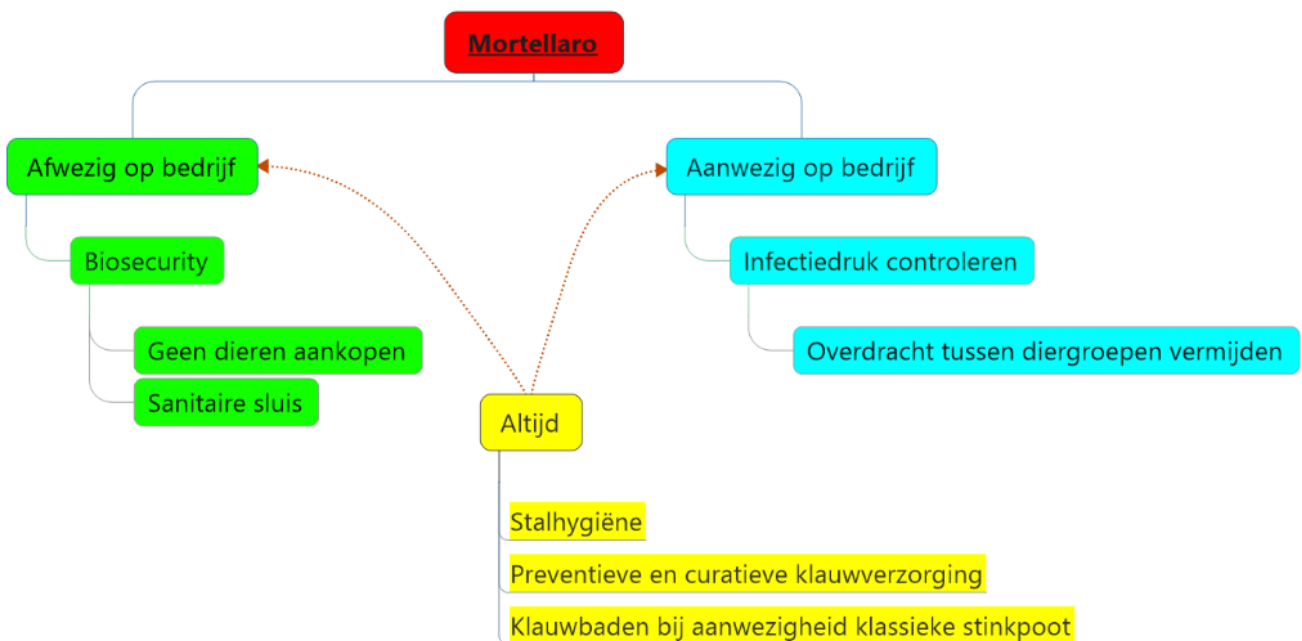 Mortellaro
Afwezig op bedrijf
Aanwezig op bedrijf
Biosecurity
Infectiedruk controleren
Geen dieren aankopen
Overdracht tussen diergroepen vermijden
Sanitaire sluis
Altijd
Stalhygiëne
Preventieve en curatieve klauwverzorging
Klauwbaden bij aanwezigheid klassieke stinkpoot